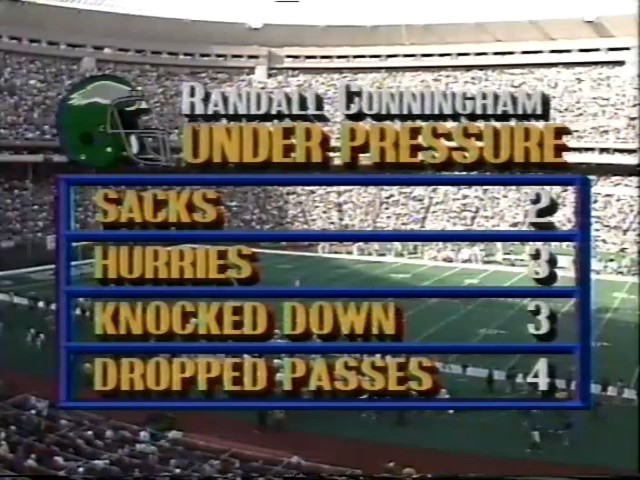 RANDALL CUNNINGHAM
UNDER PRESSURE
SACKS 2
HURRIES 3
KNOCKED DOWN 3
DROPPED PASSES 4